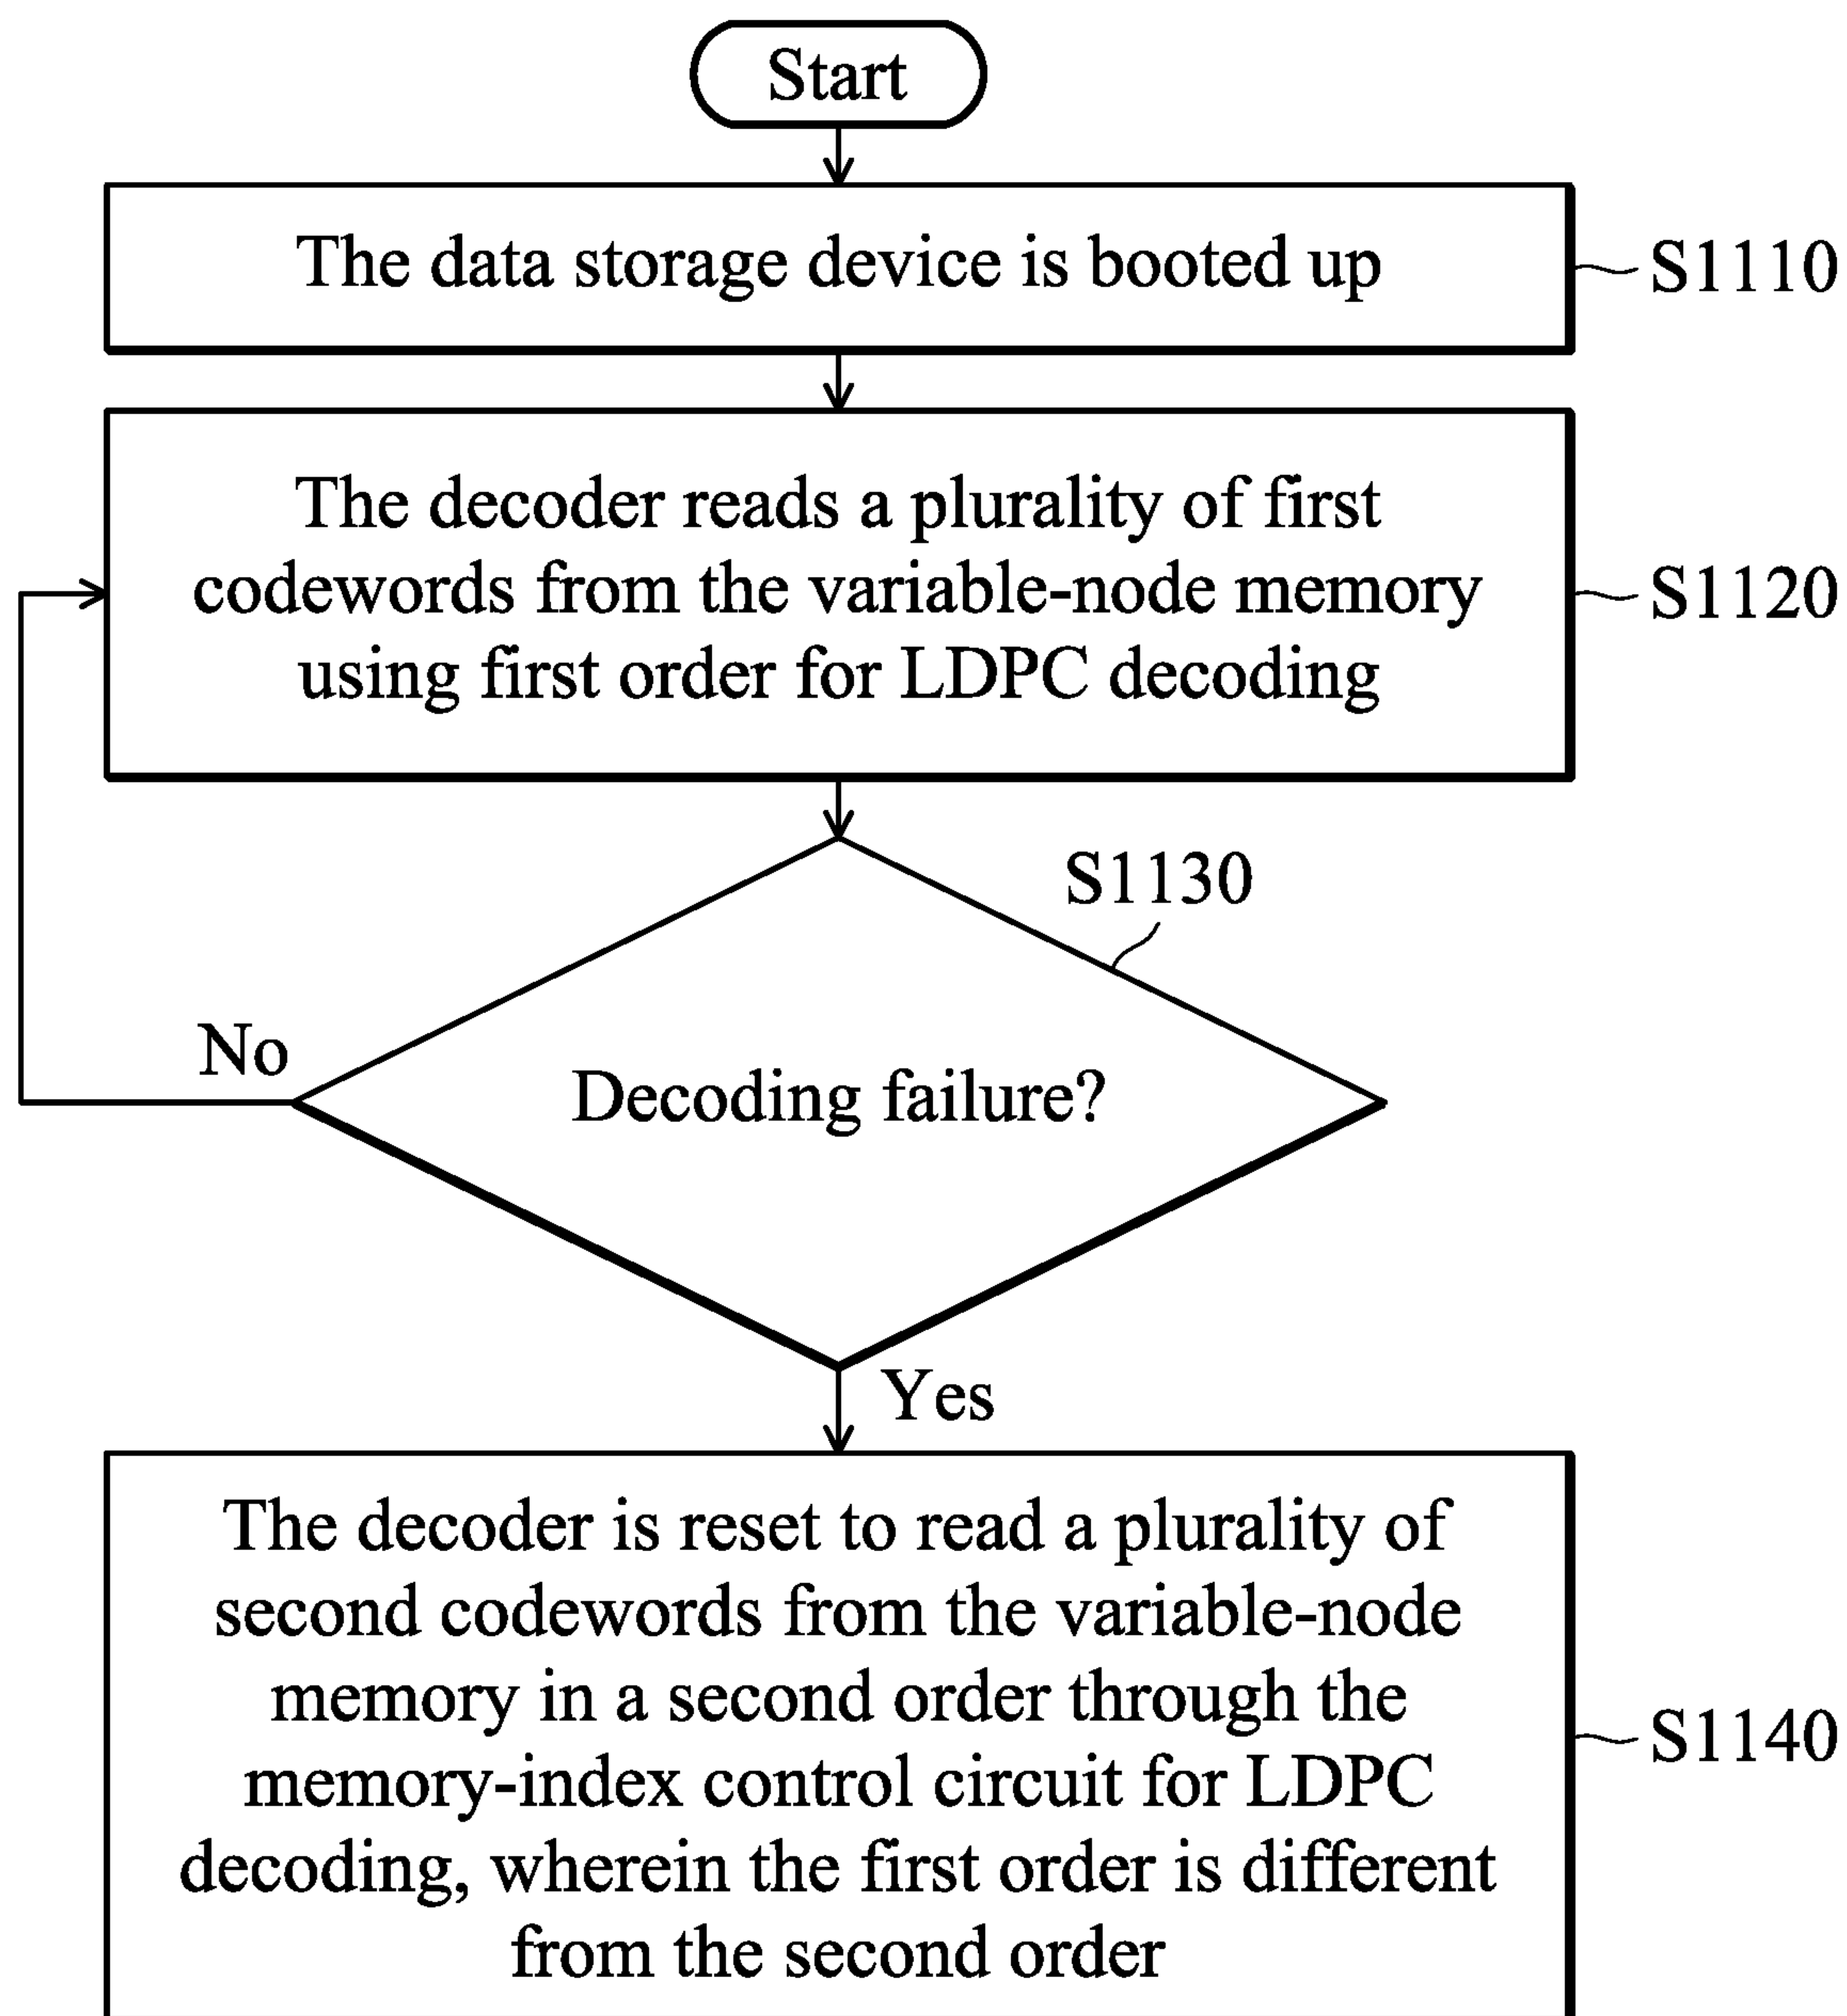 Start
The data storage device is booted up
S1110
The decoder reads a plurality of first
codewords from the variable-node memory
using first order for LDPC decoding
S1120
S1130
No
Decoding failure?
Yes
The decoder is reset to read a plurality of
second codewords from the variable-node
memory in a second order through the
memory-index control circuit for LDPC
decoding, wherein the first order is different
from the second order
S1140